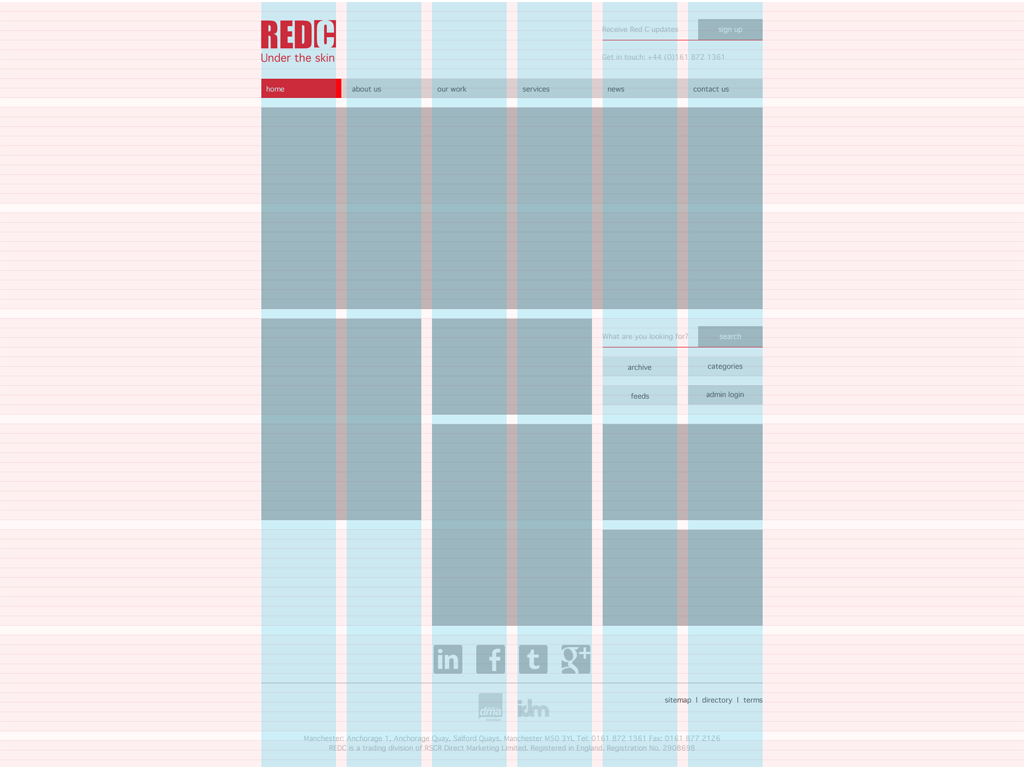 REDC
Under the skin
Receive Red C updates
sign up
Get in touch: +44 (0)161 872 1361
home
about us
our work
services
news
contact us
What are you looking for?
search
archive
categories
feeds
admin login
in
f
t
g+
dma
idm
sitemap | directory | terms
Manchester: Anchorage 1, Anchorage Quay, Salford Quays, Manchester M50 3YL Tel: 0161 872 1361 Fax: 0161 877 2126
REDC is a trading division of RSCR Direct Marketing Limited. Registered in England. Registration No. 2908698